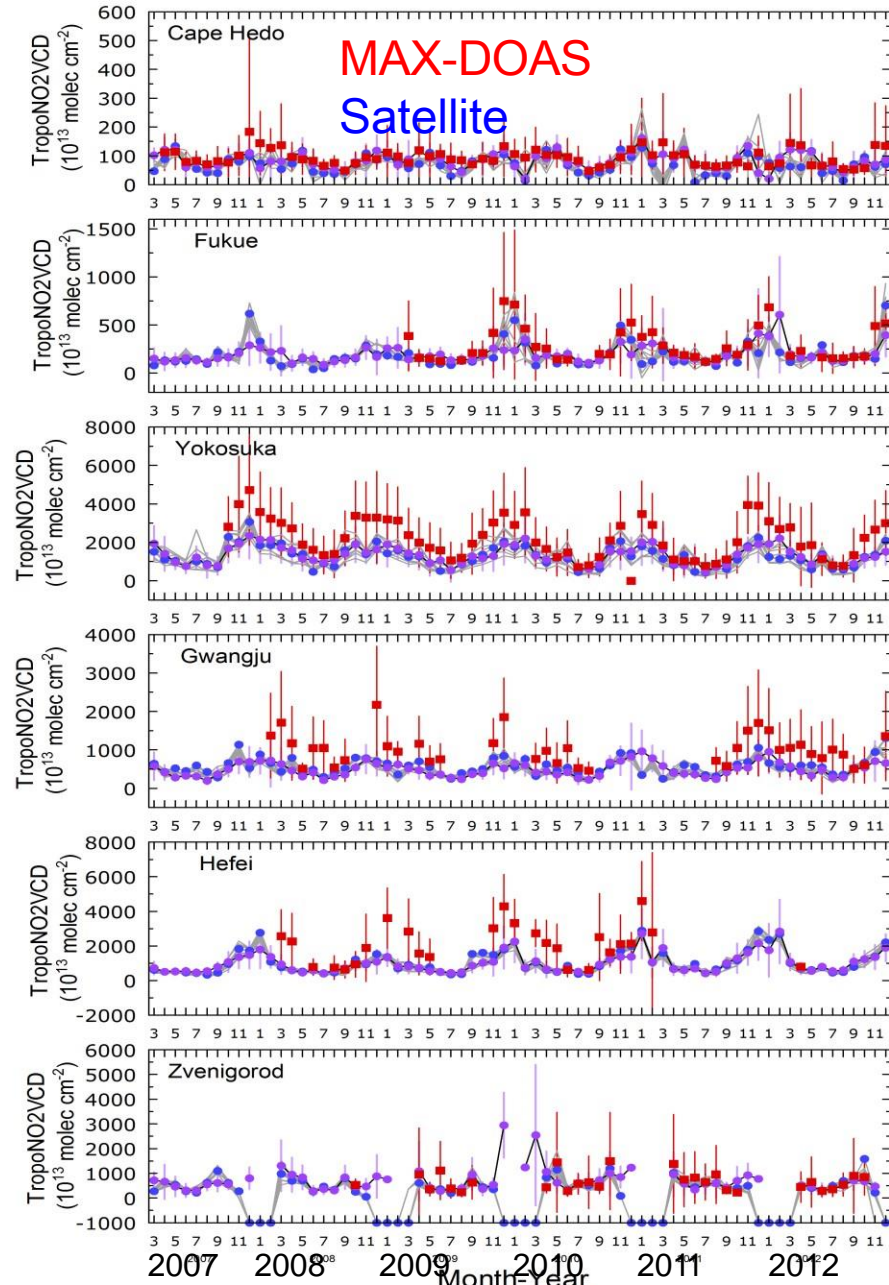 TropoNO2VCD
(10¹³ molec cm⁻²)
600
400
300
200
100
0
Cape Hedo
MAX-DOAS
Satellite
3 5 7 9 11 1 3 5 7 9 11 1 3 5 7 9 11 1 3 5 7 9 11 1 3 5 7 9 11 1 3 5 7 9 11
TropoNO2VCD
(10¹³ molec cm⁻²)
1500
1000
500
0
Fukue
3 5 7 9 11 1 3 5 7 9 11 1 3 5 7 9 11 1 3 5 7 9 11 1 3 5 7 9 11 1 3 5 7 9 11
TropoNO2VCD
(10¹³ molec cm⁻²)
8000
6000
4000
2000
0
Yokosuka
3 5 7 9 11 1 3 5 7 9 11 1 3 5 7 9 11 1 3 5 7 9 11 1 3 5 7 9 11 1 3 5 7 9 11
TropoNO2VCD
(10¹³ molec cm⁻²)
4000
3000
2000
1000
0
Gwangju
3 5 7 9 11 1 3 5 7 9 11 1 3 5 7 9 11 1 3 5 7 9 11 1 3 5 7 9 11 1 3 5 7 9 11
TropoNO2VCD
(10¹³ molec cm⁻²)
8000
6000
4000
2000
0
-2000
Hefei
3 5 7 9 11 1 3 5 7 9 11 1 3 5 7 9 11 1 3 5 7 9 11 1 3 5 7 9 11 1 3 5 7 9 11
TropoNO2VCD
(10¹³ molec cm⁻²)
6000
5000
4000
3000
2000
1000
0
-1000
Zvenigorod
3 5 7 9 11 1 3 5 7 9 11 1 3 5 7 9 11 1 3 5 7 9 11 1 3 5 7 9 11 1 3 5 7 9 11
2007 2008 2009 2010 2011 2012
2007 2008 2009 2010 2011 2012
Month-Year